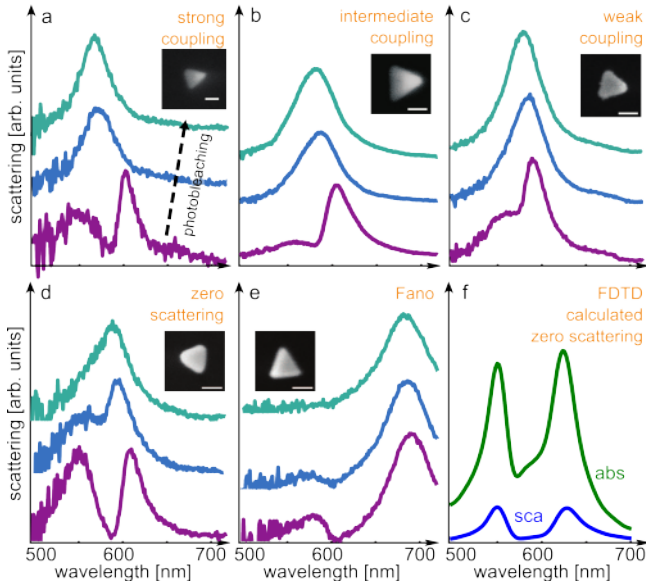 a
strong
coupling
b
intermediate
coupling
c
weak
coupling
scattering [arb. units]
photobleaching
d
zero
scattering
e
Fano
f
FDTD
calculated
zero scattering
scattering [arb. units]
abs
sca
500 600 700
500 600 700
500 600 700
wavelength [nm]
wavelength [nm]
wavelength [nm]